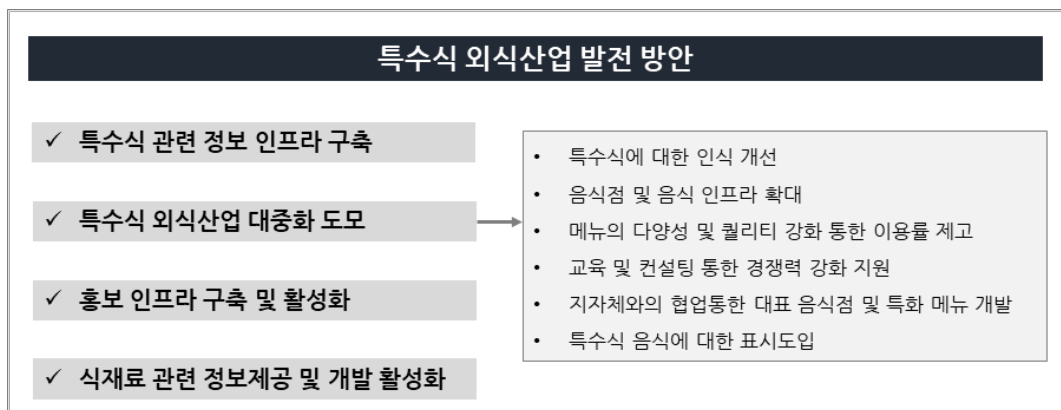 특수식 외식산업 발전 방안
✓ 특수식 관련 정보 인프라 구축
✓ 특수식 외식산업 대중화 도모
✓ 홍보 인프라 구축 및 활성화
✓ 식재료 관련 정보제공 및 개발 활성화
• 특수식에 대한 인식 개선
• 음식점 및 음식 인프라 확대
• 메뉴의 다양성 및 퀄리티 강화 통한 이용률 제고
• 교육 및 컨설팅 통한 경쟁력 강화 지원
• 지자체와의 협업통한 대표 음식점 및 특화 메뉴 개발
• 특수식 음식에 대한 표시도입